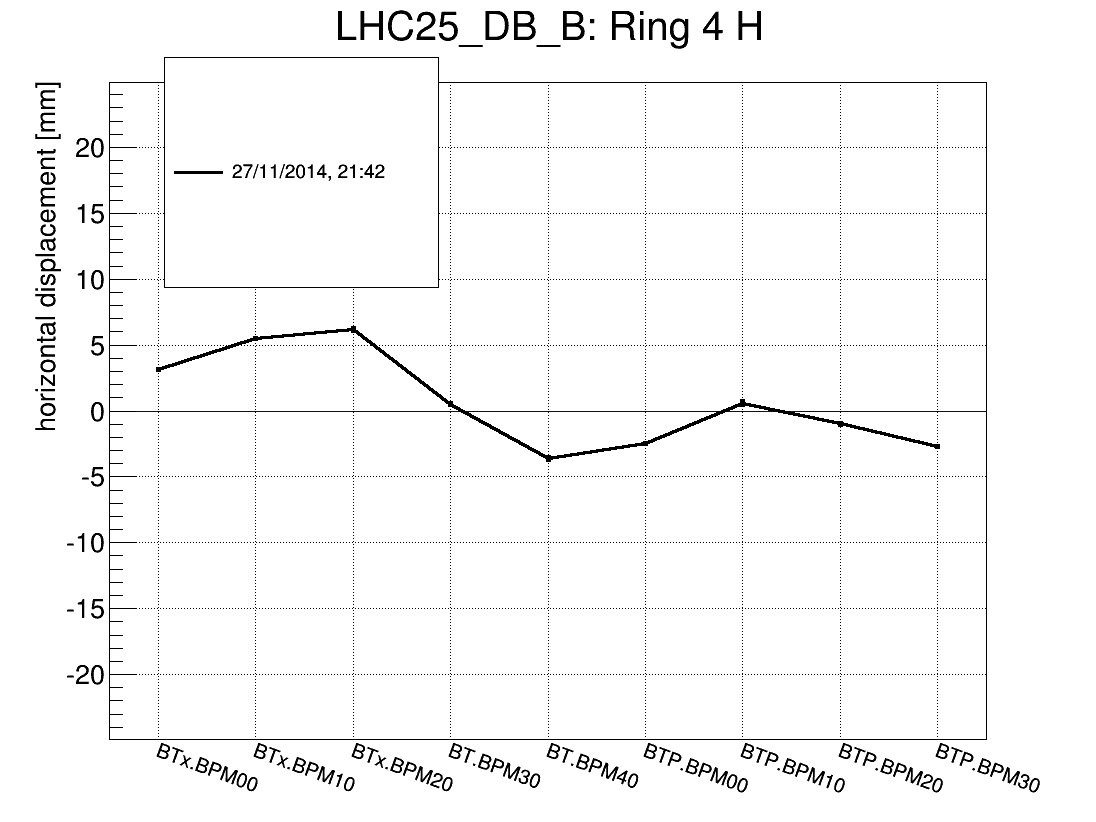 LHC25_DB_B: Ring 4 H
horizontal displacement [mm]
27/11/2014, 21:42
20
15
10
5
0
-5
-10
-15
-20
BTx.BPM00
BTx.BPM10
BTx.BPM20
BT.BPM30
BT.BPM40
BTP.BPM00
BTP.BPM10
BTP.BPM20
BTP.BPM30